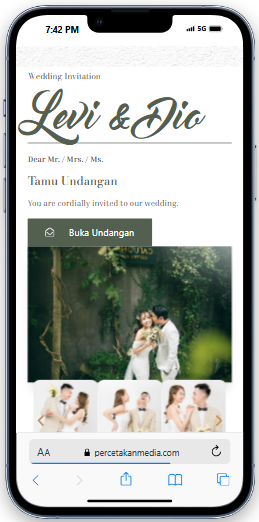 7:42 PM
5G
Wedding Invitation
Levi & Dio
Dear Mr. / Mrs. / Ms.
Tamu Undangan
You are cordially invited to our wedding.
Buka Undangan
AA
percetakanmedia.com